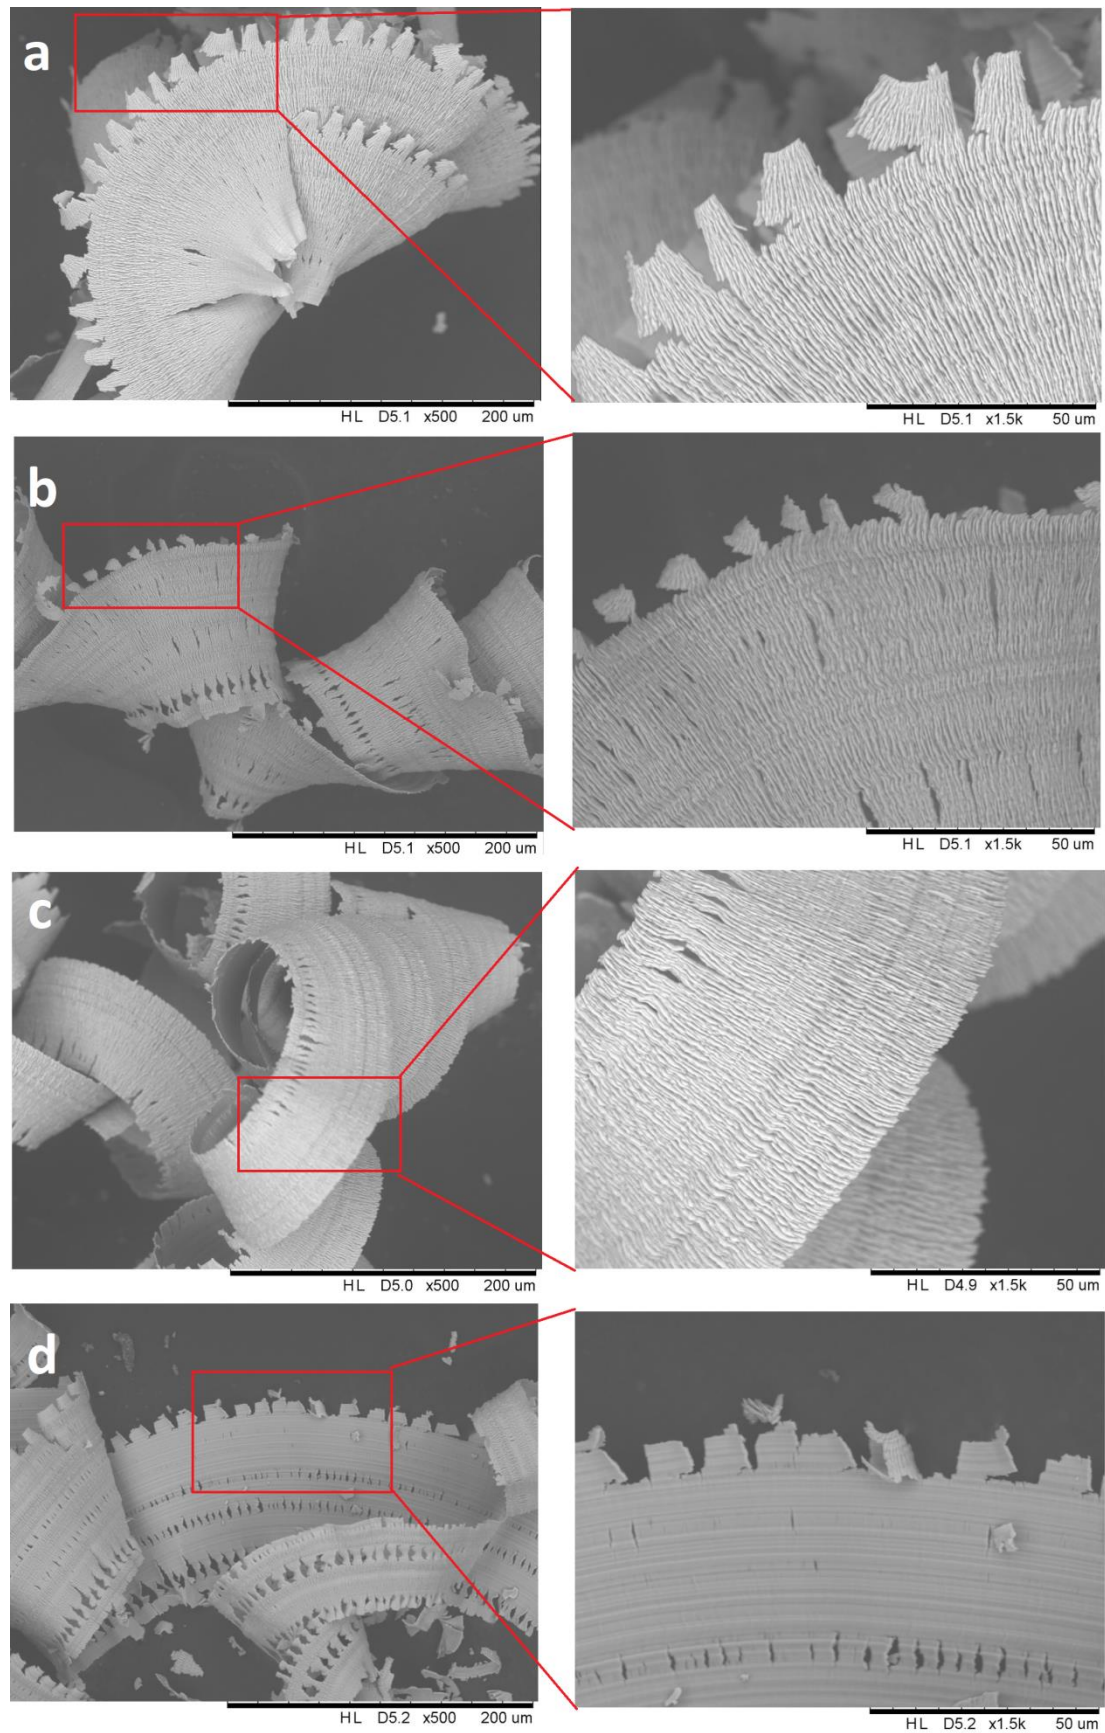 a
HL D5.1 x500 200 um
HL D5.1 x1.5k 50 um
b
HL D5.1 x500 200 um
HL D5.1 x1.5k 50 um
c
HL D5.0 x500 200 um
HL D4.9 x1.5k 50 um
d
HL D5.2 x500 200 um
HL D5.2 x1.5k 50 um